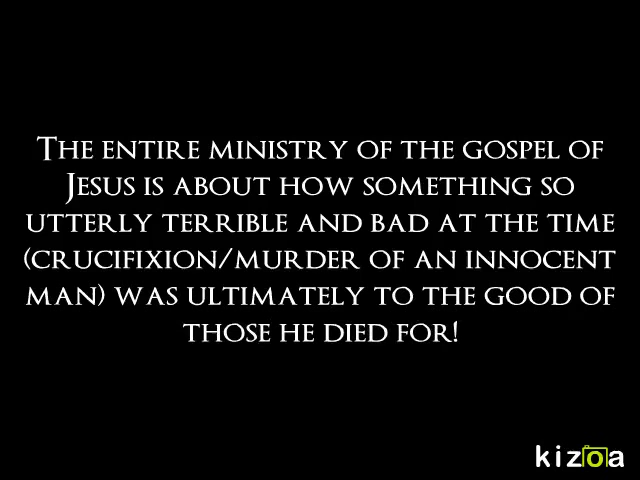 The entire ministry of the gospel of
Jesus is about how something so
utterly terrible and bad at the time
(crucifixion/murder of an innocent
man) was ultimately to the good of
those he died for!
kizoa